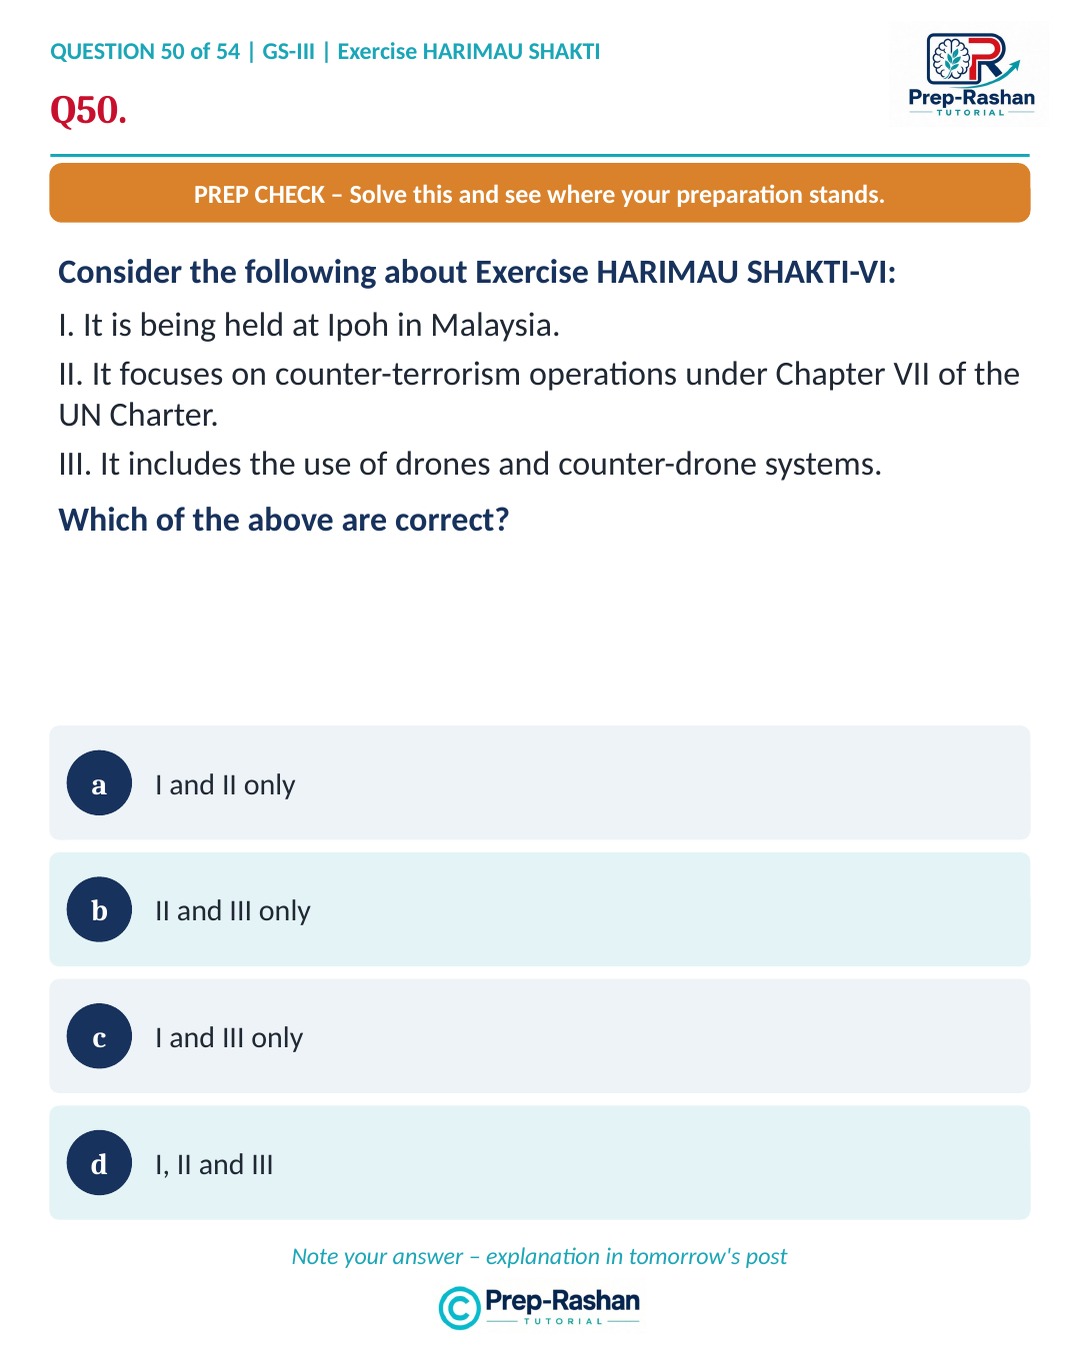 QUESTION 50 of 54 | GS-III | Exercise HARIMAU SHAKTI
Q50.
R
Prep-Rashan
TUTORIAL
PREP CHECK – Solve this and see where your preparation stands.
Consider the following about Exercise HARIMAU SHAKTI-VI:
I. It is being held at Ipoh in Malaysia.
II. It focuses on counter-terrorism operations under Chapter VII of the
UN Charter.
III. It includes the use of drones and counter-drone systems.
Which of the above are correct?
a I and II only
b II and III only
c I and III only
d I, II and III
Note your answer – explanation in tomorrow's post
© Prep-Rashan
TUTORIAL